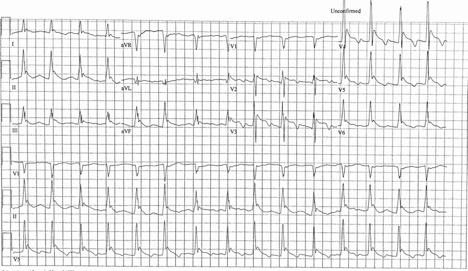 Unconfirmed
I aVR V1 V4
II aVL V2 V5
III aVF V3 V6
V1
II
V5